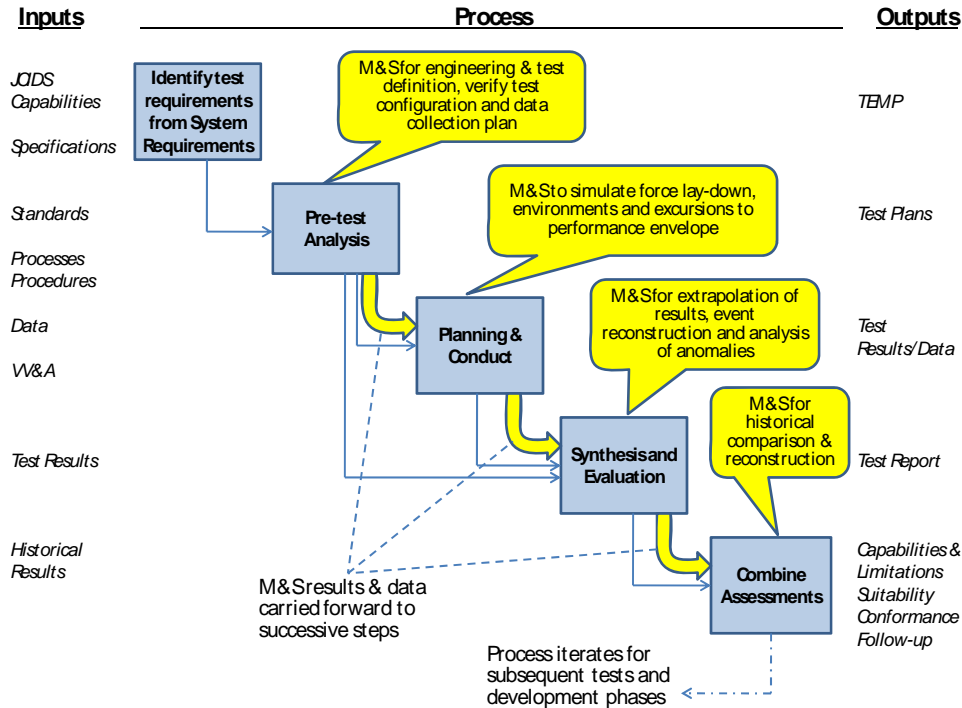 Inputs
Process
Outputs
JCIDS
Capabilities
Specifications
Standards
Processes
Procedures
Data
VV&A
Test Results
Historical
Results
Identify test
requirements
from System
Requirements
M&S for engineering & test
definition, verify test
configuration and data
collection plan
Pre-test
Analysis
M&S to simulate force lay-down,
environments and excursions to
performance envelope
Planning &
Conduct
M&S for extrapolation of
results, event
reconstruction and analysis
of anomalies
Synthesis and
Evaluation
M&S for
historical
comparison &
reconstruction
Combine
Assessments
M&S results & data
carried forward to
successive steps
Process iterates for
subsequent tests and
development phases
TEMP
Test Plans
Test
Results/Data
Test Report
Capabilities &
Limitations
Suitability
Conformance
Follow-up